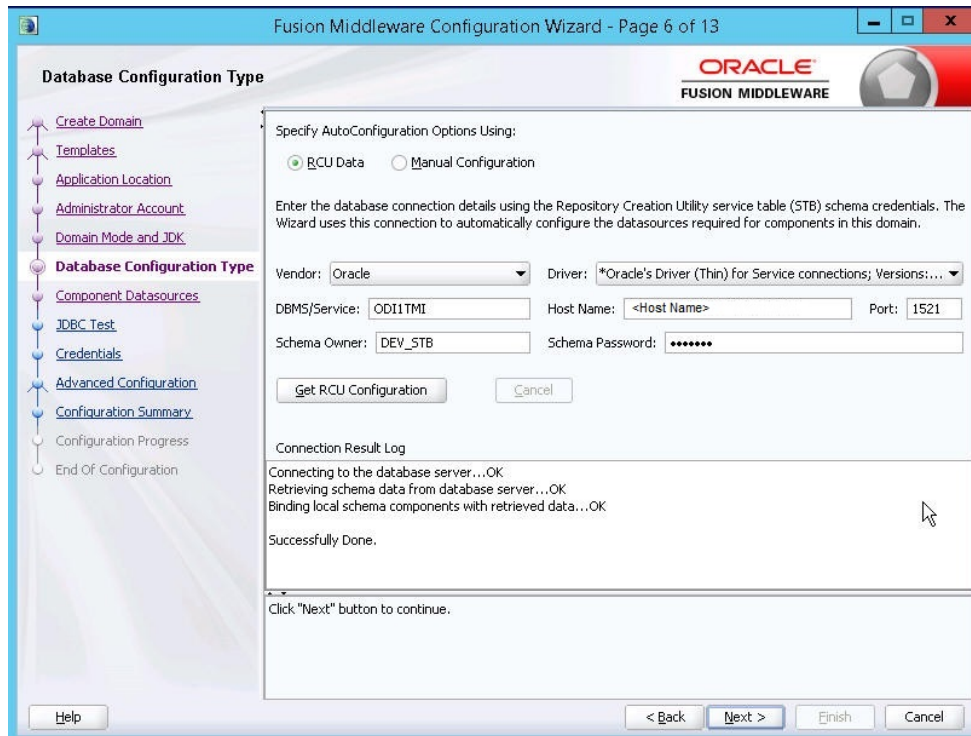 Fusion Middleware Configuration Wizard - Page 6 of 13
Database Configuration Type
ORACLE
FUSION MIDDLEWARE
Create Domain
Templates
Application Location
Administrator Account
Domain Mode and JDK
Database Configuration Type
Component Datasources
JDBC Test
Credentials
Advanced Configuration
Configuration Summary
Configuration Progress
End Of Configuration
Specify AutoConfiguration Options Using:
RCU Data Manual Configuration
Enter the database connection details using the Repository Creation Utility service table (STB) schema credentials. The
Wizard uses this connection to automatically configure the datasources required for components in this domain.
Vendor: Oracle Driver: *Oracle's Driver (Thin) for Service connections; Versions:...
DBMS/Service: ODI1TMI Host Name: <Host Name> Port: 1521
Schema Owner: DEV_STB Schema Password: •••••••
Get RCU Configuration Cancel
Connection Result Log
Connecting to the database server...OK
Retrieving schema data from database server...OK
Binding local schema components with retrieved data...OK
Successfully Done.
Click "Next" button to continue.
Help < Back Next > Finish Cancel